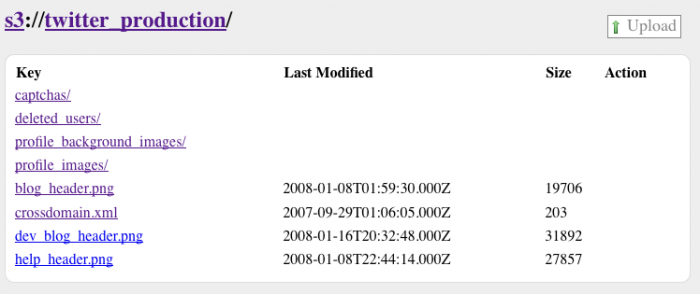 s3://twitter_production/
Upload
Key Last Modified Size Action
captchas/
deleted_users/
profile_background_images/
profile_images/
blog_header.png 2008-01-08T01:59:30.000Z 19706
crossdomain.xml 2007-09-29T01:06:05.000Z 203
dev_blog_header.png 2008-01-16T20:32:48.000Z 31892
help_header.png 2008-01-08T22:44:14.000Z 27857